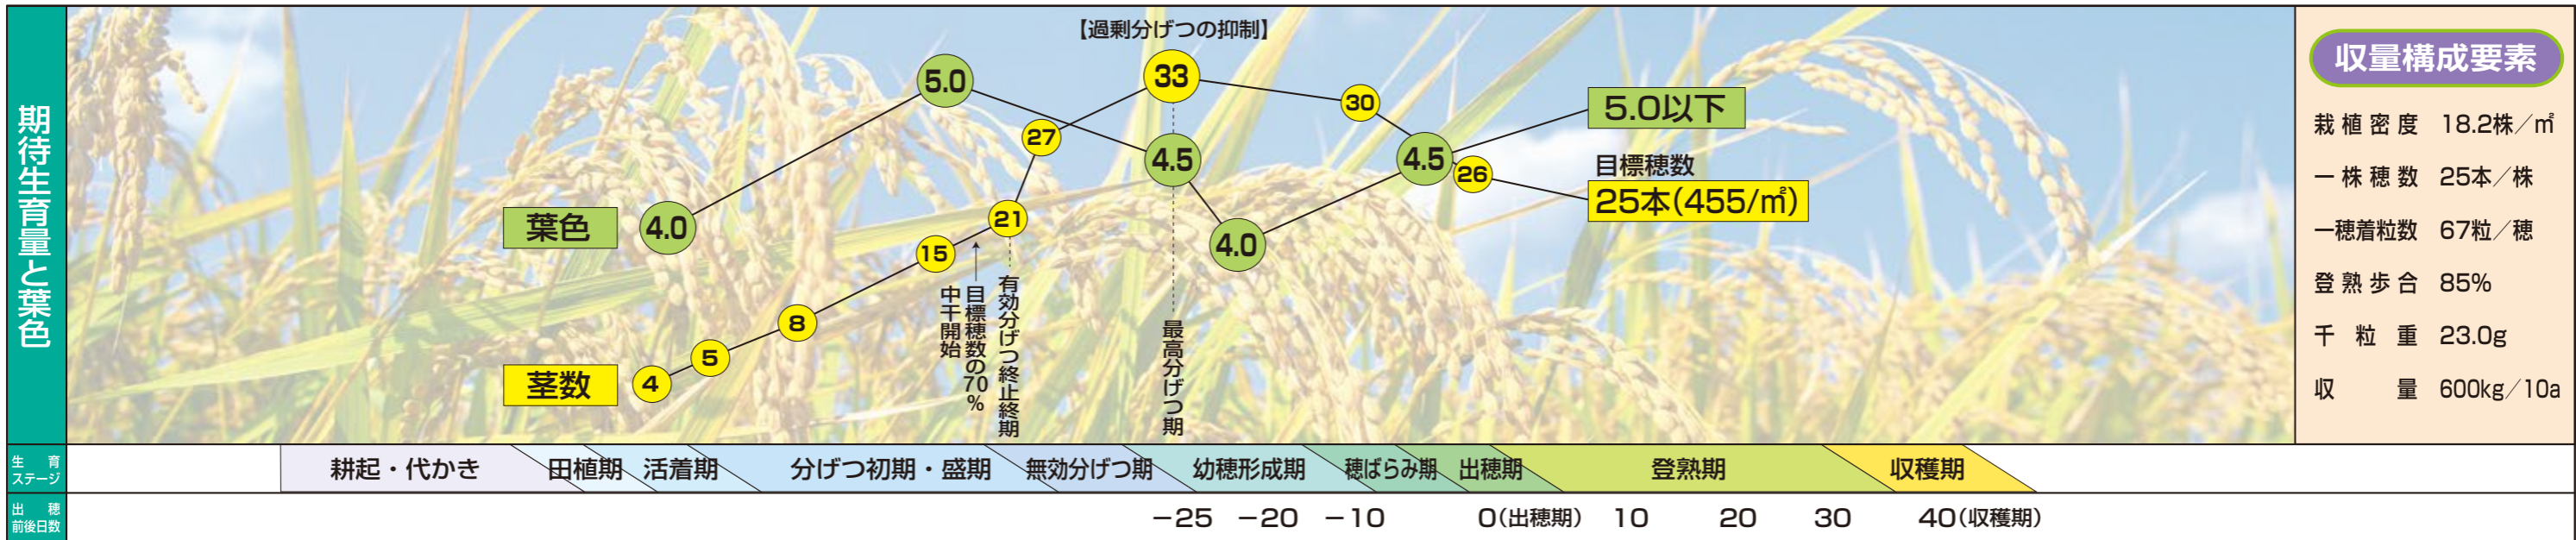 期待生育量と葉色
【過剰分げつの抑制】
葉色
4.0
5.0
4.5
4.0
4.5
5.0以下
茎数
4
5
8
15
21
27
33
30
26
目標穂数
25本(455/㎡)
目標穂数の70%
中干開始
有効分げつ終止終期
最高分げつ期
収量構成要素
栽植密度 18.2株/㎡
一株穂数 25本/株
一穂着粒数 67粒/穂
登熟歩合 85%
千粒重 23.0g
収量 600kg/10a
生育
ステージ
耕起・代かき 田植期 活着期 分げつ初期・盛期 無効分げつ期 幼穂形成期 穂ばらみ期 出穂期 登熟期 収穫期
出穂
前後日数
−25 −20 −10 0(出穂期) 10 20 30 40(収穫期)